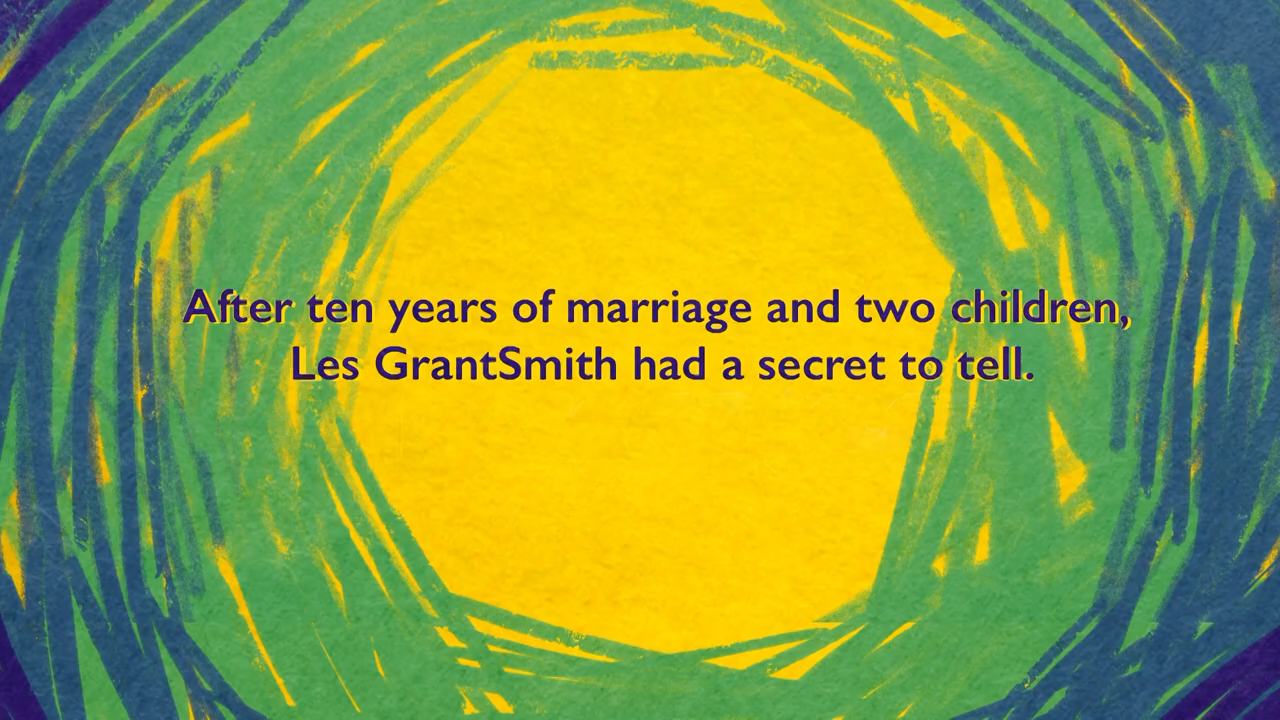 After ten years of marriage and two children,
Les GrantSmith had a secret to tell.